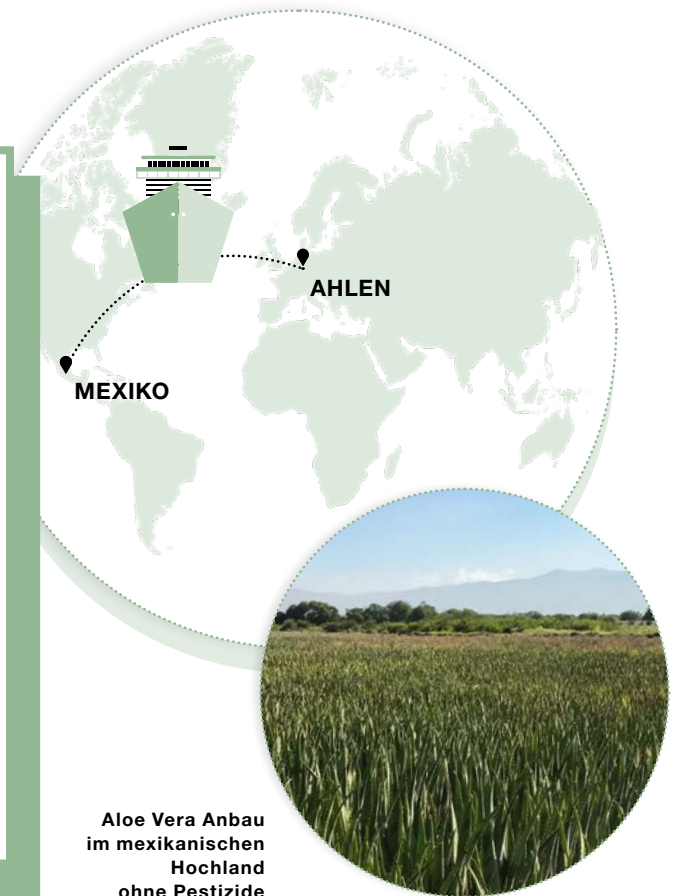 AHLEN
MEXIKO
Aloe Vera Anbau
im mexikanischen
Hochland
ohne Pestizide